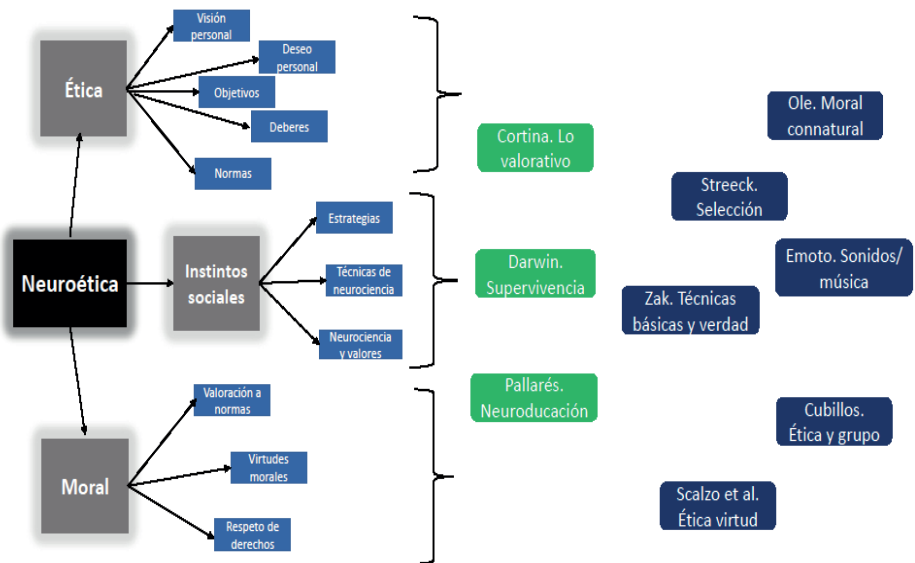 Visión
personal
Deseo
personal
Ética
Objetivos
Deberes
Normas
Neuroética
Instintos
sociales
Estrategias
Técnicas de
neurociencia
Neurociencia
y valores
Moral
Valoración a
normas
Virtudes
morales
Respeto de
derechos
Cortina. Lo
valorativo
Darwin.
Supervivencia
Pallarés.
Neuroducación
Ole. Moral
connatural
Streeck.
Selección
Emoto. Sonidos/
música
Zak. Técnicas
básicas y verdad
Cubillos.
Ética y grupo
Scalzo et al.
Ética virtud